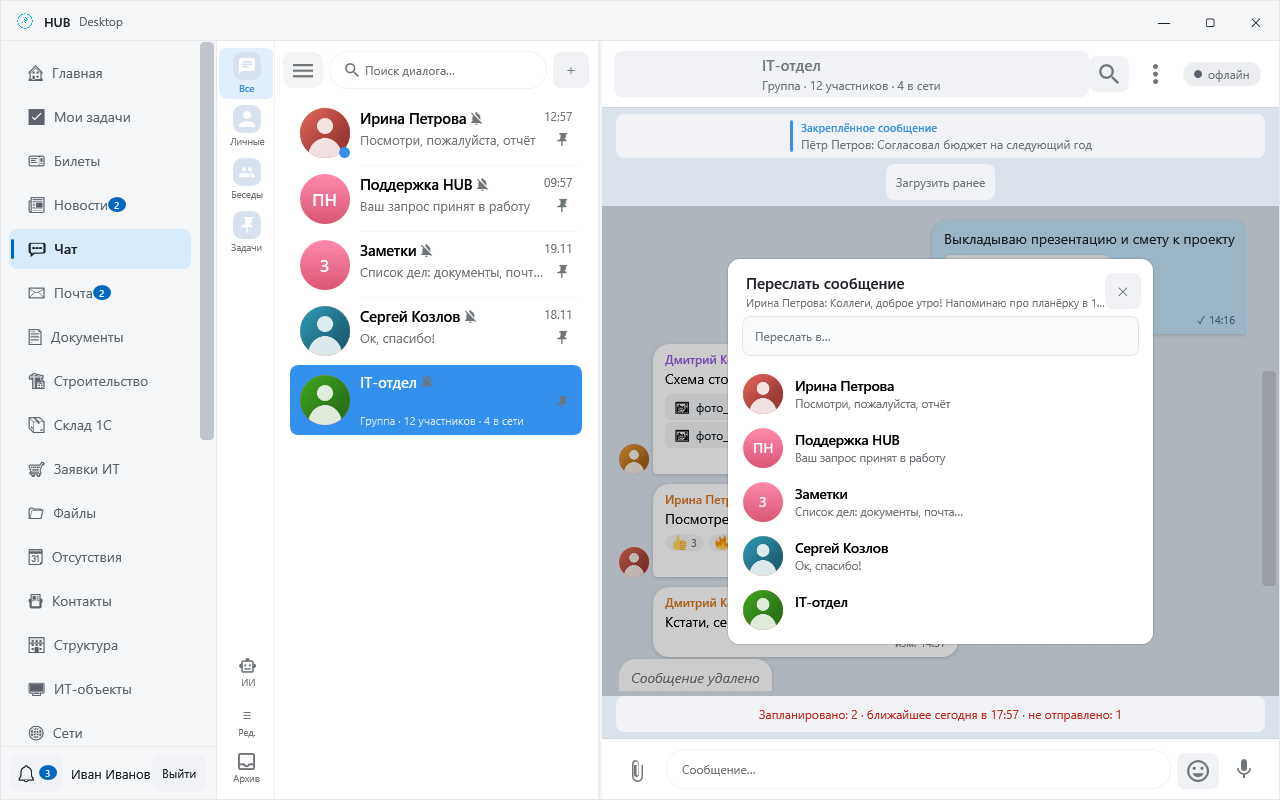 HUB Desktop
Главная
Мои задачи
Билеты
Новости 2
Чат
Почта 2
Документы
Строительство
Склад 1С
Заявки ИТ
Файлы
Отсутствия
Контакты
Структура
ИТ-объекты
Сети
3 Иван Иванов Выйти
Все
Личные
Беседы
Задачи
ИИ
Ред.
Архив
Поиск диалога...
+
Ирина Петрова 12:57
Посмотри, пожалуйста, отчёт
ПН
Поддержка HUB 09:57
Ваш запрос принят в работу
З
Заметки 19.11
Список дел: документы, почт...
Сергей Козлов 18.11
Ок, спасибо!
IT-отдел
Группа · 12 участников · 4 в сети
IT-отдел
Группа · 12 участников · 4 в сети
офлайн
Закреплённое сообщение
Пётр Петров: Согласовал бюджет на следующий год
Загрузить ранее
Выкладываю презентацию и смету к проекту
✓ 14:16
Дмитрий К
Схема сто
фото_
фото_
Ирина Пет
Посмотре
👍 3 🔥
Дмитрий К
Кстати, се
изм. 14:37
Сообщение удалено
Переслать сообщение
Ирина Петрова: Коллеги, доброе утро! Напоминаю про планёрку в 1...
Переслать в...
Ирина Петрова
Посмотри, пожалуйста, отчёт
ПН
Поддержка HUB
Ваш запрос принят в работу
З
Заметки
Список дел: документы, почта...
Сергей Козлов
Ок, спасибо!
IT-отдел
Запланировано: 2 · ближайшее сегодня в 17:57 · не отправлено: 1
Сообщение...